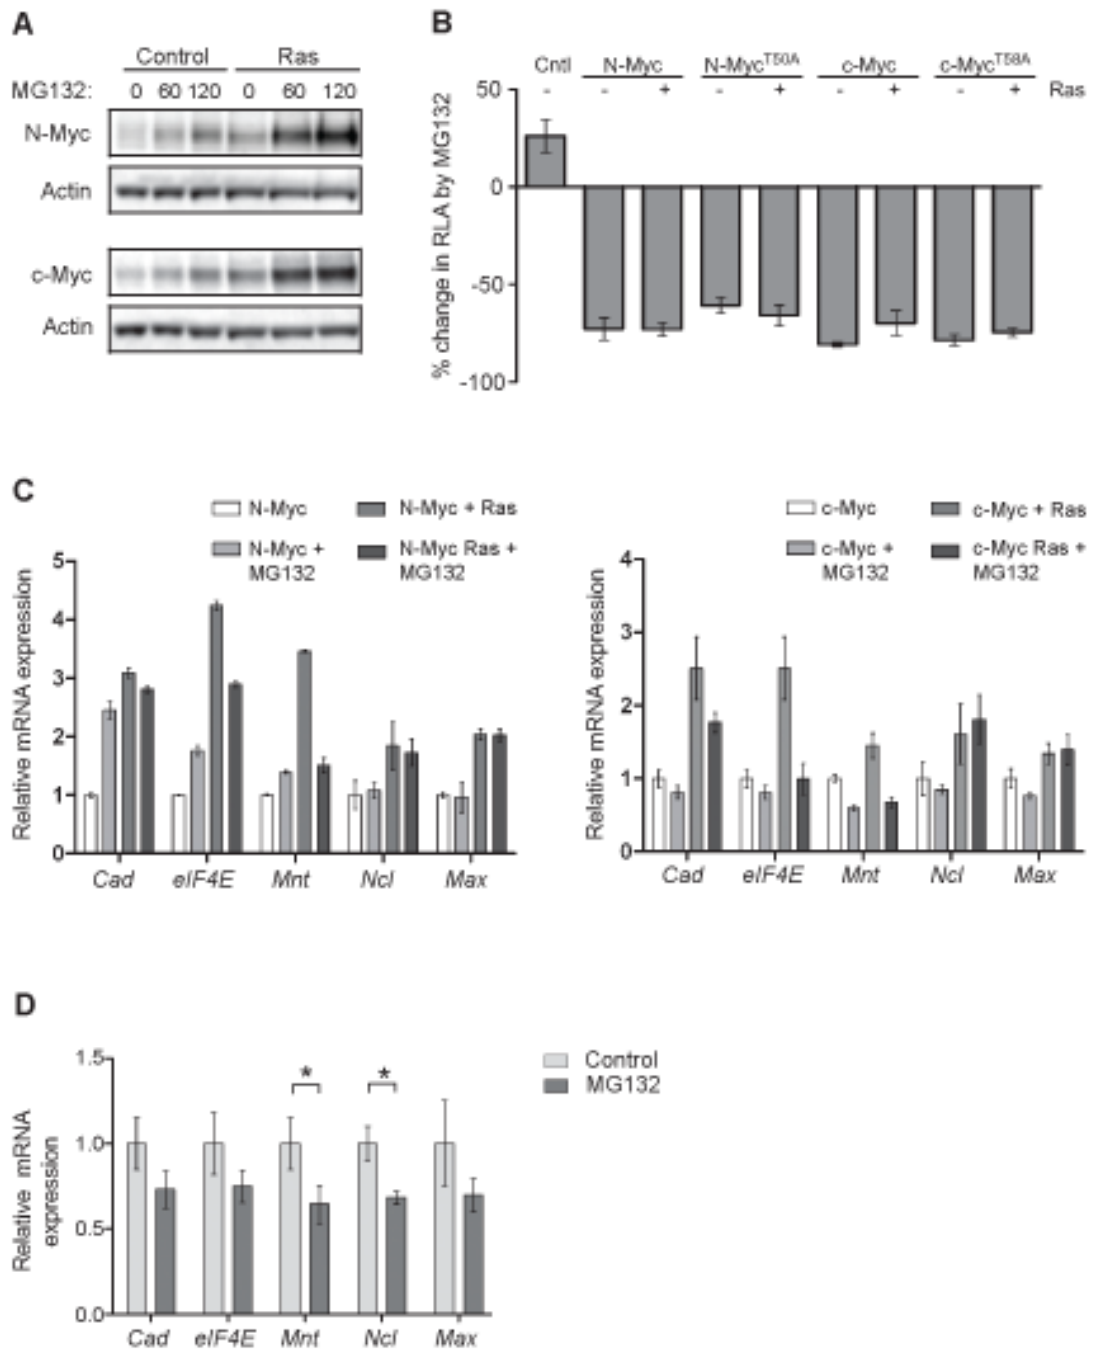 A
Control Ras
MG132: 0 60 120 0 60 120
N-Myc
Actin
c-Myc
Actin
B
Cntl N-Myc N-MycT50A c-Myc c-MycT58A
- - + - + - + - + Ras
50
0
-50
-100
% change in RLA by MG132
C
N-Myc
N-Myc + Ras
N-Myc +
MG132
N-Myc Ras +
MG132
5
4
3
2
1
0
Relative mRNA expression
Cad eIF4E Mnt Ncl Max
c-Myc
c-Myc + Ras
c-Myc +
MG132
c-Myc Ras +
MG132
4
3
2
1
0
Relative mRNA expression
Cad eIF4E Mnt Ncl Max
D
Control
MG132
1.5
1.0
0.5
0.0
Relative mRNA
expression
* *
Cad eIF4E Mnt Ncl Max